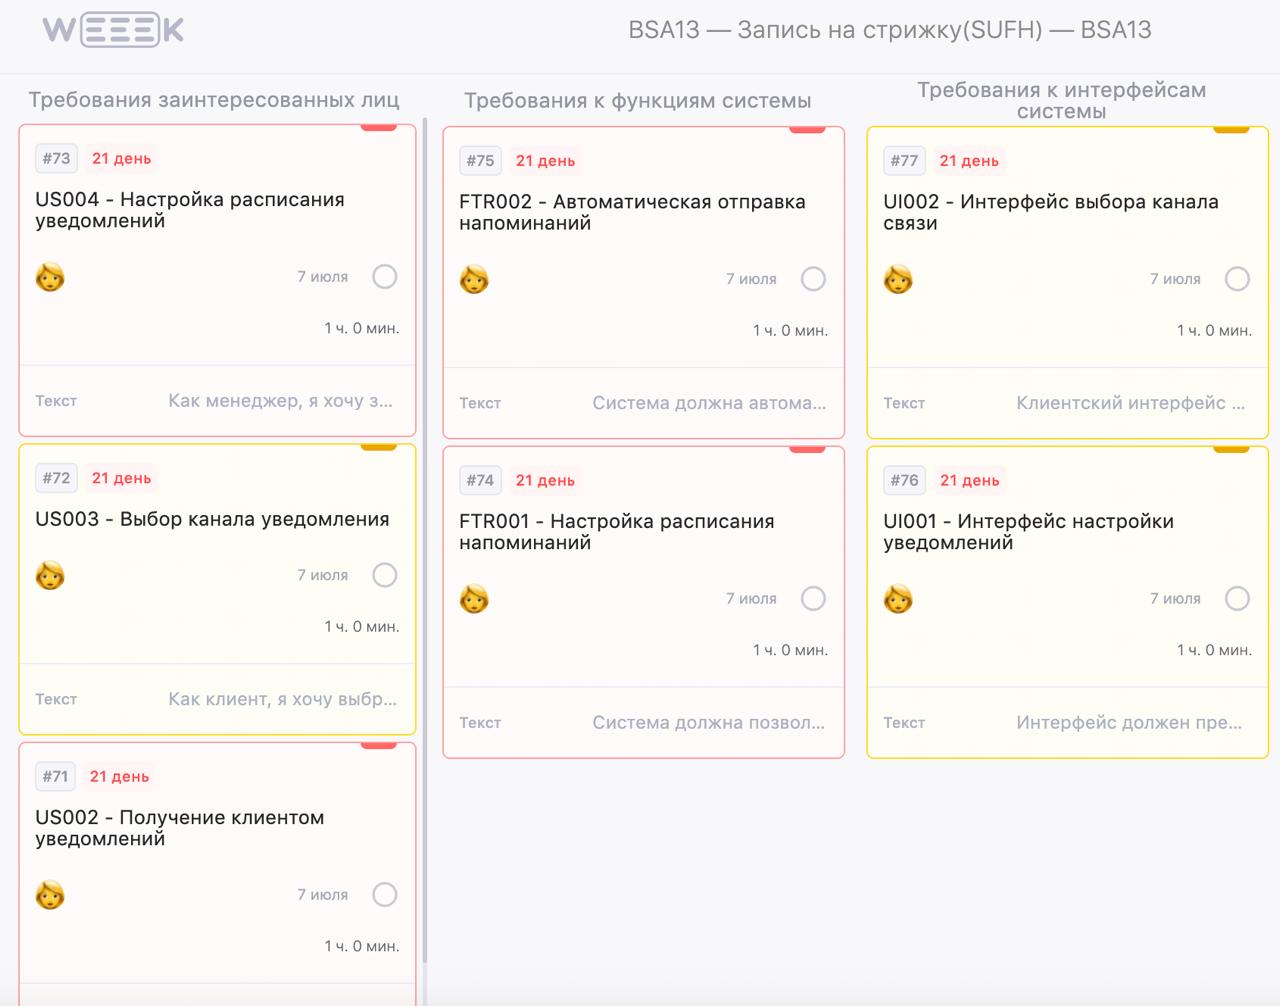 WEEEK
BSA13 — Запись на стрижку(SUFH) — BSA13
Требования заинтересованных лиц
#73
21 день
US004 - Настройка расписания
уведомлений
7 июля
1 ч. 0 мин.
Текст
Как менеджер, я хочу з...
#72
21 день
US003 - Выбор канала уведомления
7 июля
1 ч. 0 мин.
Текст
Как клиент, я хочу выбр...
#71
21 день
US002 - Получение клиентом
уведомлений
7 июля
1 ч. 0 мин.
Требования к функциям системы
#75
21 день
FTR002 - Автоматическая отправка
напоминаний
7 июля
1 ч. 0 мин.
Текст
Система должна автома...
#74
21 день
FTR001 - Настройка расписания
напоминаний
7 июля
1 ч. 0 мин.
Текст
Система должна позвол...
Требования к интерфейсам
системы
#77
21 день
UI002 - Интерфейс выбора канала
связи
7 июля
1 ч. 0 мин.
Текст
Клиентский интерфейс ...
#76
21 день
UI001 - Интерфейс настройки
уведомлений
7 июля
1 ч. 0 мин.
Текст
Интерфейс должен пре...